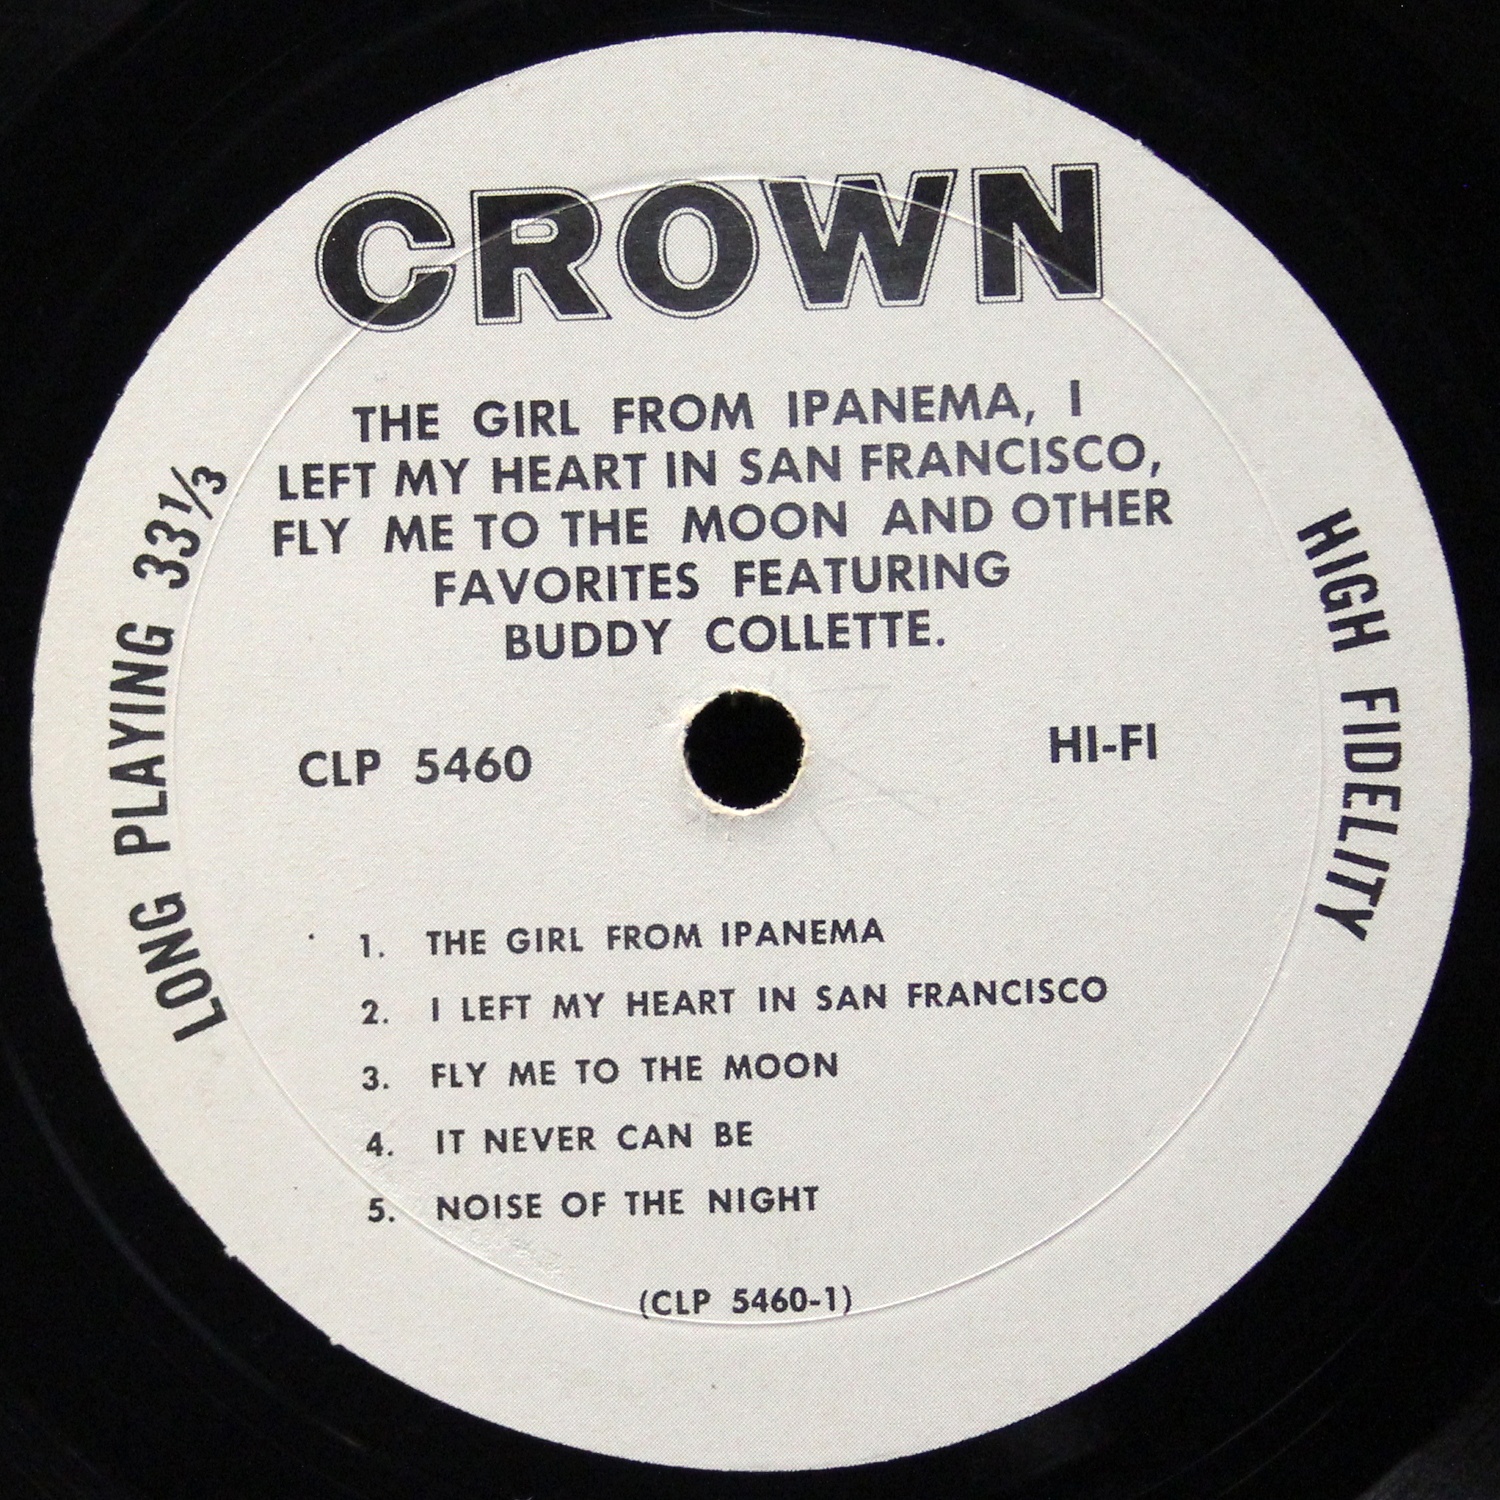 CROWN
THE GIRL FROM IPANEMA, I
LEFT MY HEART IN SAN FRANCISCO,
FLY ME TO THE MOON AND OTHER
FAVORITES FEATURING
BUDDY COLLETTE.
LONG PLAYING 33⅓
HIGH FIDELITY
CLP 5460
HI-FI
1. THE GIRL FROM IPANEMA
2. I LEFT MY HEART IN SAN FRANCISCO
3. FLY ME TO THE MOON
4. IT NEVER CAN BE
5. NOISE OF THE NIGHT
(CLP 5460-1)